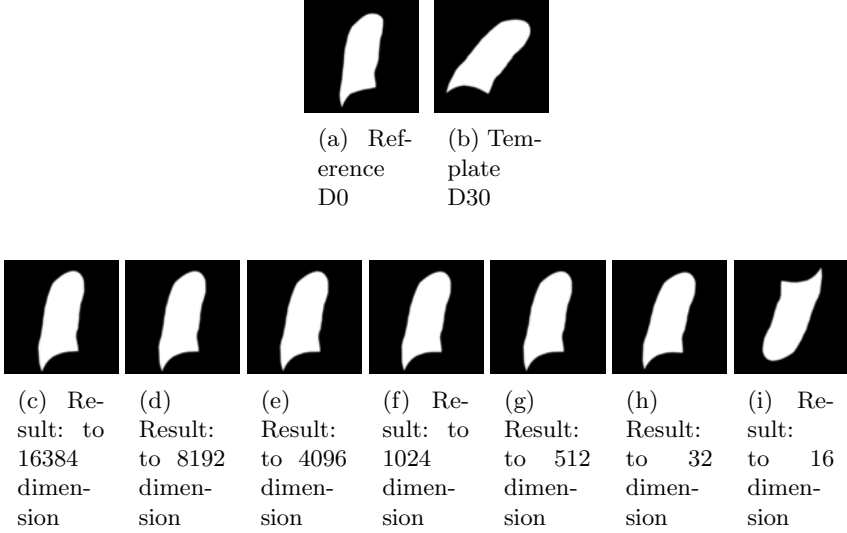 (a) Ref-
erence
D0
(b) Tem-
plate
D30
(c) Re-
sult: to
16384
dimen-
sion
(d)
Result:
to 8192
dimen-
sion
(e)
Result:
to 4096
dimen-
sion
(f) Re-
sult: to
1024
dimen-
sion
(g)
Result:
to 512
dimen-
sion
(h)
Result:
to 32
dimen-
sion
(i) Re-
sult:
to 16
dimen-
sion